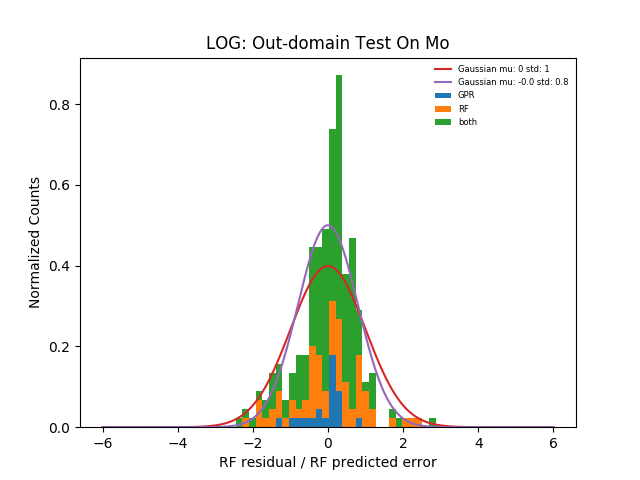 LOG: Out-domain Test On Mo
Gaussian mu: 0 std: 1
Gaussian mu: -0.0 std: 0.8
GPR
RF
both
Normalized Counts
0.8
0.6
0.4
0.2
0.0
−6 −4 −2 0 2 4 6
RF residual / RF predicted error